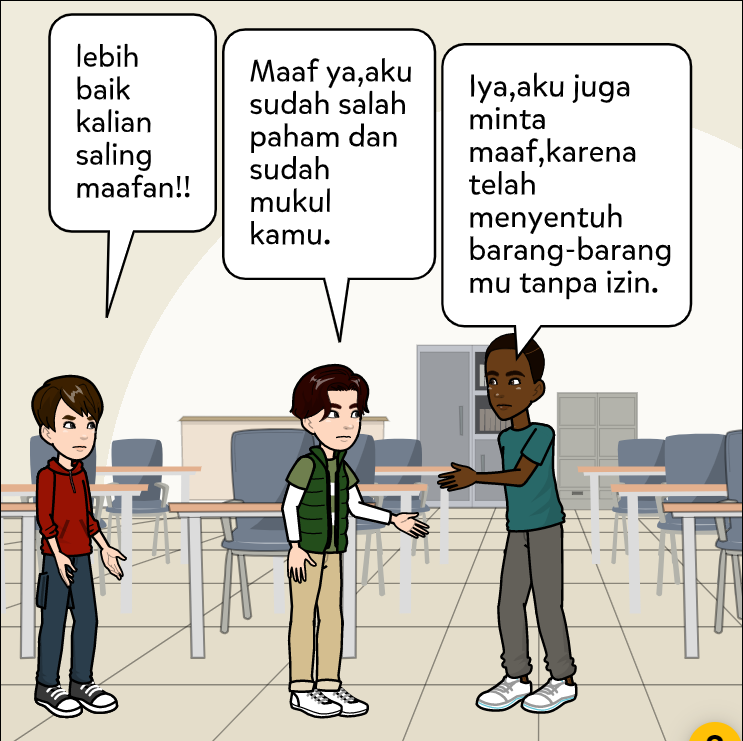 lebih
baik
kalian
saling
maafan!!
Maaf ya,aku
sudah salah
paham dan
sudah
mukul
kamu.
Iya,aku juga
minta
maaf,karena
telah
menyentuh
barang-barang
mu tanpa izin.